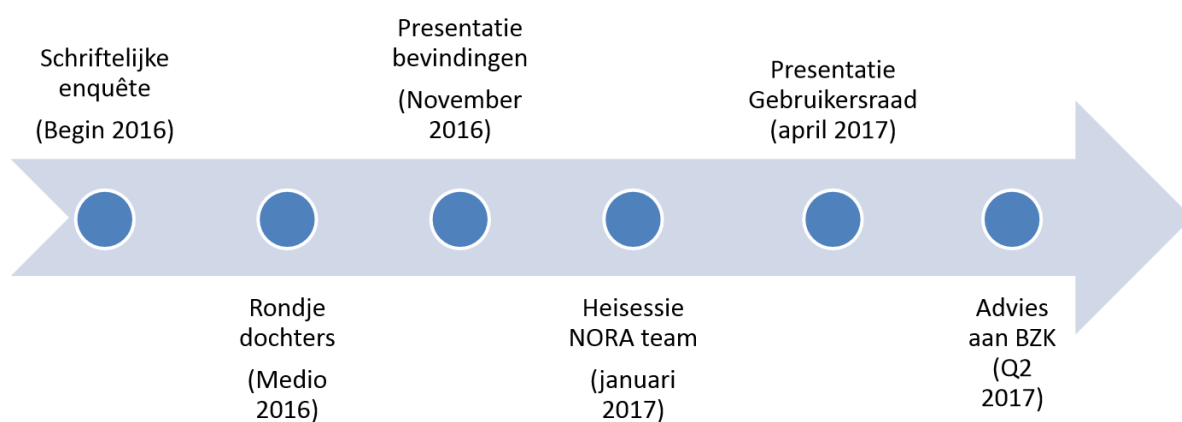 Schriftelijke
enquête
(Begin 2016)
Rondje
dochters
(Medio
2016)
Presentatie
bevindingen
(November
2016)
Heisessie
NORA team
(januari
2017)
Presentatie
Gebruikersraad
(april 2017)
Advies
aan BZK
(Q2
2017)